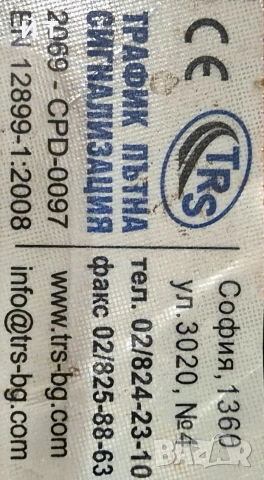 CE
TRS
ТРАФИК ПЪТНА
СИГНАЛИЗАЦИЯ
2069 - CPD-0097
EN 12899-1:2008
София, 1360
ул. 3020, №4
тел. 02/824-23-10
факс 02/825-88-63
www.trs-bg.com
info@trs-bg.com
BAZAR